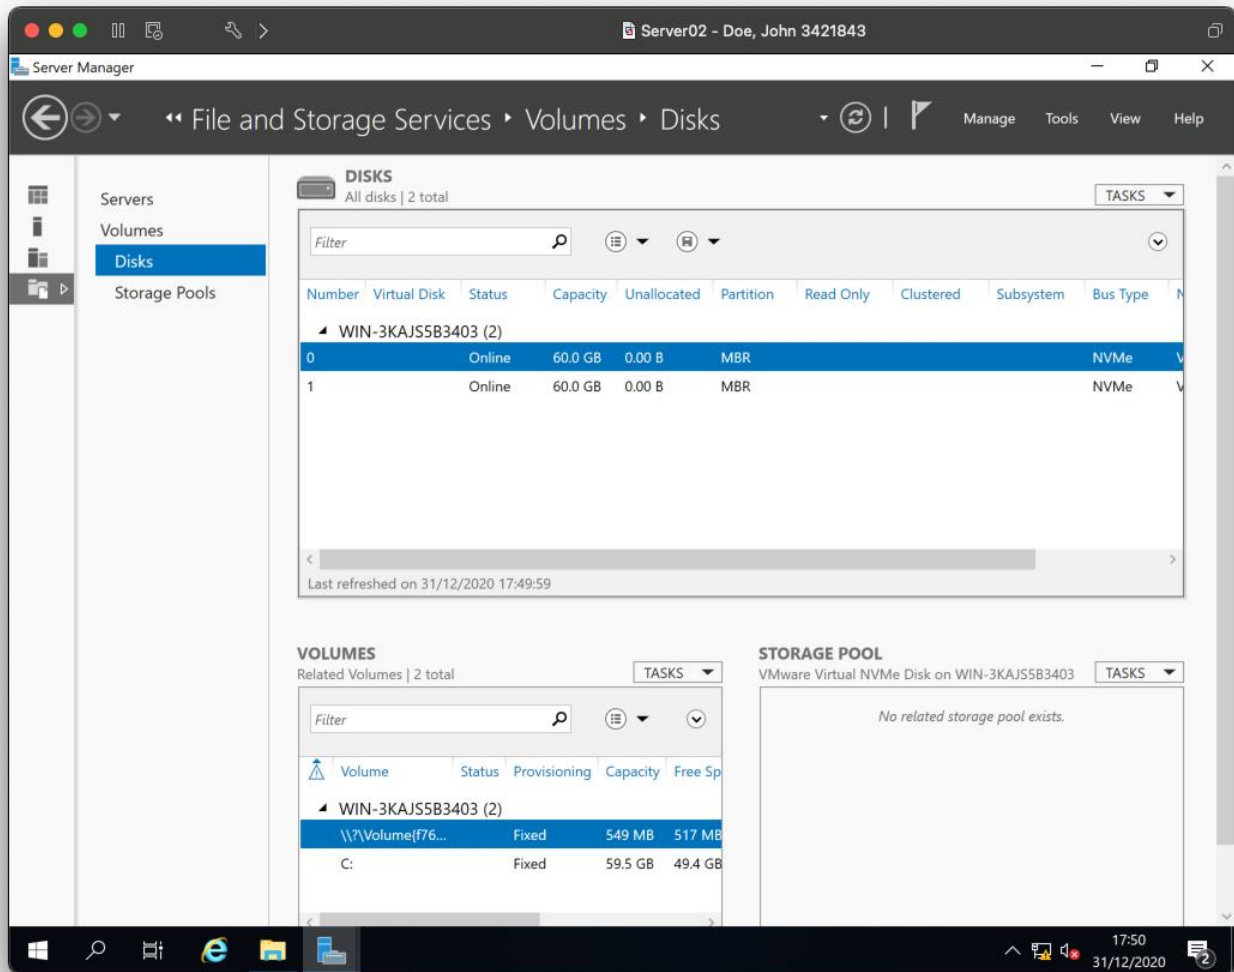 Server02 - Doe, John 3421843
Server Manager
File and Storage Services Volumes Disks
Manage Tools View Help
Servers
Volumes
Disks
Storage Pools
DISKS
All disks | 2 total
TASKS
Filter
Number Virtual Disk Status Capacity Unallocated Partition Read Only Clustered Subsystem Bus Type
WIN-3KAJS5B3403 (2)
0 Online 60.0 GB 0.00 B MBR NVMe
1 Online 60.0 GB 0.00 B MBR NVMe
Last refreshed on 31/12/2020 17:49:59
VOLUMES
Related Volumes | 2 total
TASKS
Filter
Volume Status Provisioning Capacity Free Sp
WIN-3KAJS5B3403 (2)
\\?\Volume{f76... Fixed 549 MB 517 MB
C: Fixed 59.5 GB 49.4 GB
STORAGE POOL
VMware Virtual NVMe Disk on WIN-3KAJS5B3403
TASKS
No related storage pool exists.
17:50
31/12/2020
2